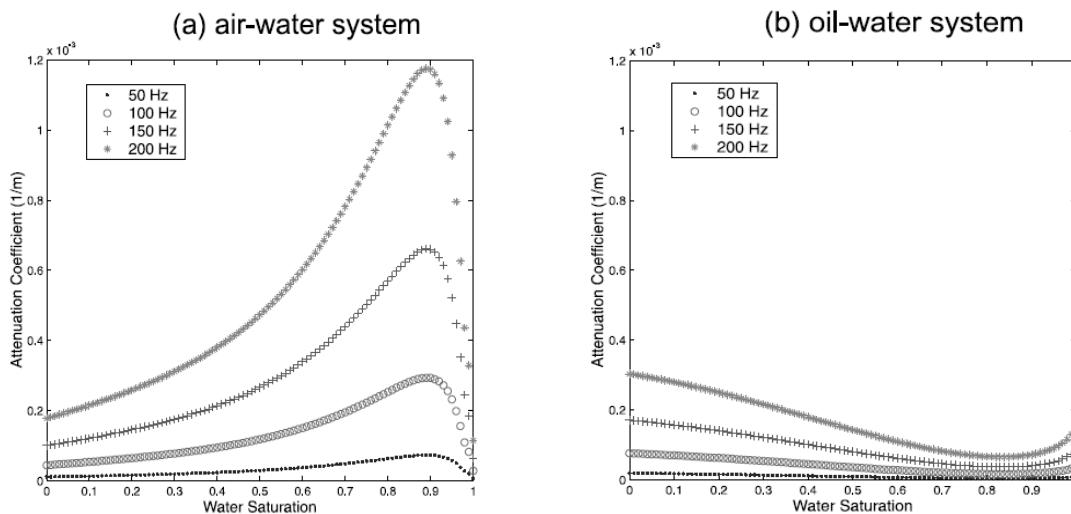 (a) air-water system
x 10⁻³
1.2
1
0.8
0.6
0.4
0.2
0
Attenuation Coefficient (1/m)
50 Hz
100 Hz
150 Hz
200 Hz
0 0.1 0.2 0.3 0.4 0.5 0.6 0.7 0.8 0.9 1
Water Saturation
(b) oil-water system
x 10⁻³
1.2
1
0.8
0.6
0.4
0.2
0
Attenuation Coefficient (1/m)
50 Hz
100 Hz
150 Hz
200 Hz
0 0.1 0.2 0.3 0.4 0.5 0.6 0.7 0.8 0.9
Water Saturation